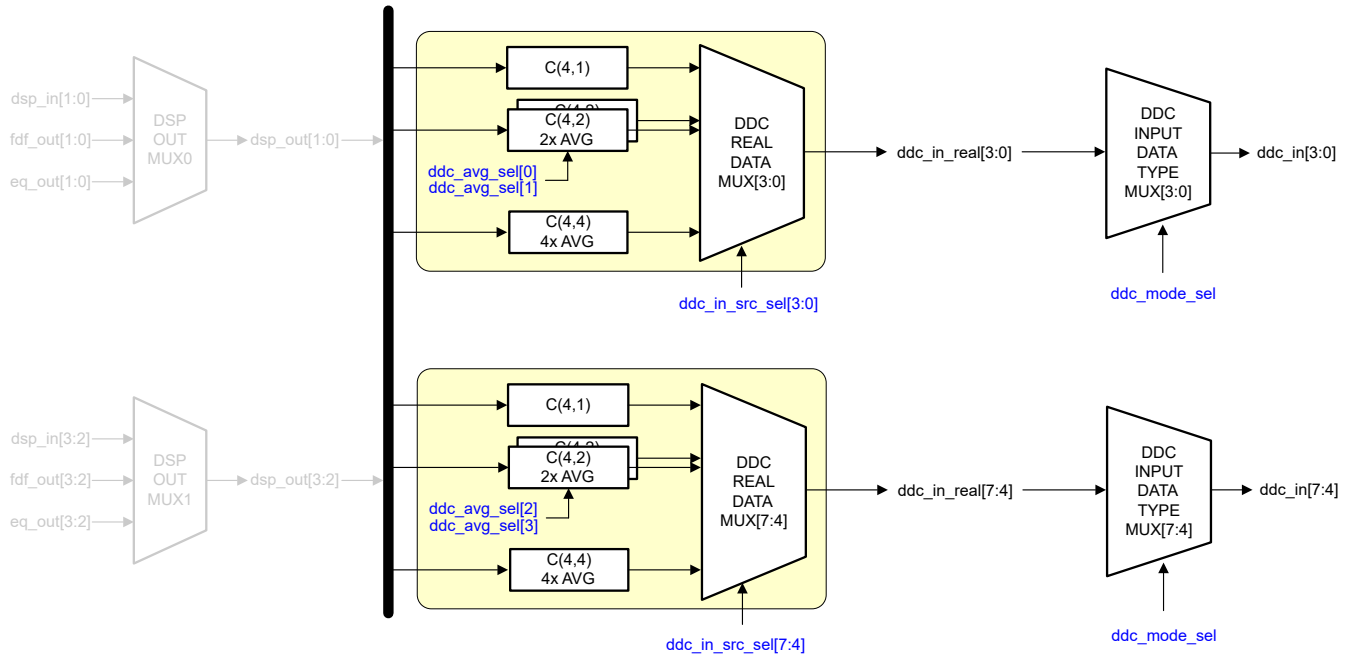 dsp_in[1:0]
fdf_out[1:0]
eq_out[1:0]
DSP
OUT
MUX0
dsp_out[1:0]
C(4,1)
C(4,2)
C(4,2)
2x AVG
ddc_avg_sel[0]
ddc_avg_sel[1]
C(4,4)
4x AVG
DDC
REAL
DATA
MUX[3:0]
ddc_in_src_sel[3:0]
ddc_in_real[3:0]
DDC
INPUT
DATA
TYPE
MUX[3:0]
ddc_mode_sel
ddc_in[3:0]
dsp_in[3:2]
fdf_out[3:2]
eq_out[3:2]
DSP
OUT
MUX1
dsp_out[3:2]
C(4,1)
C(4,2)
C(4,2)
2x AVG
ddc_avg_sel[2]
ddc_avg_sel[3]
C(4,4)
4x AVG
DDC
REAL
DATA
MUX[7:4]
ddc_in_src_sel[7:4]
ddc_in_real[7:4]
DDC
INPUT
DATA
TYPE
MUX[7:4]
ddc_mode_sel
ddc_in[7:4]